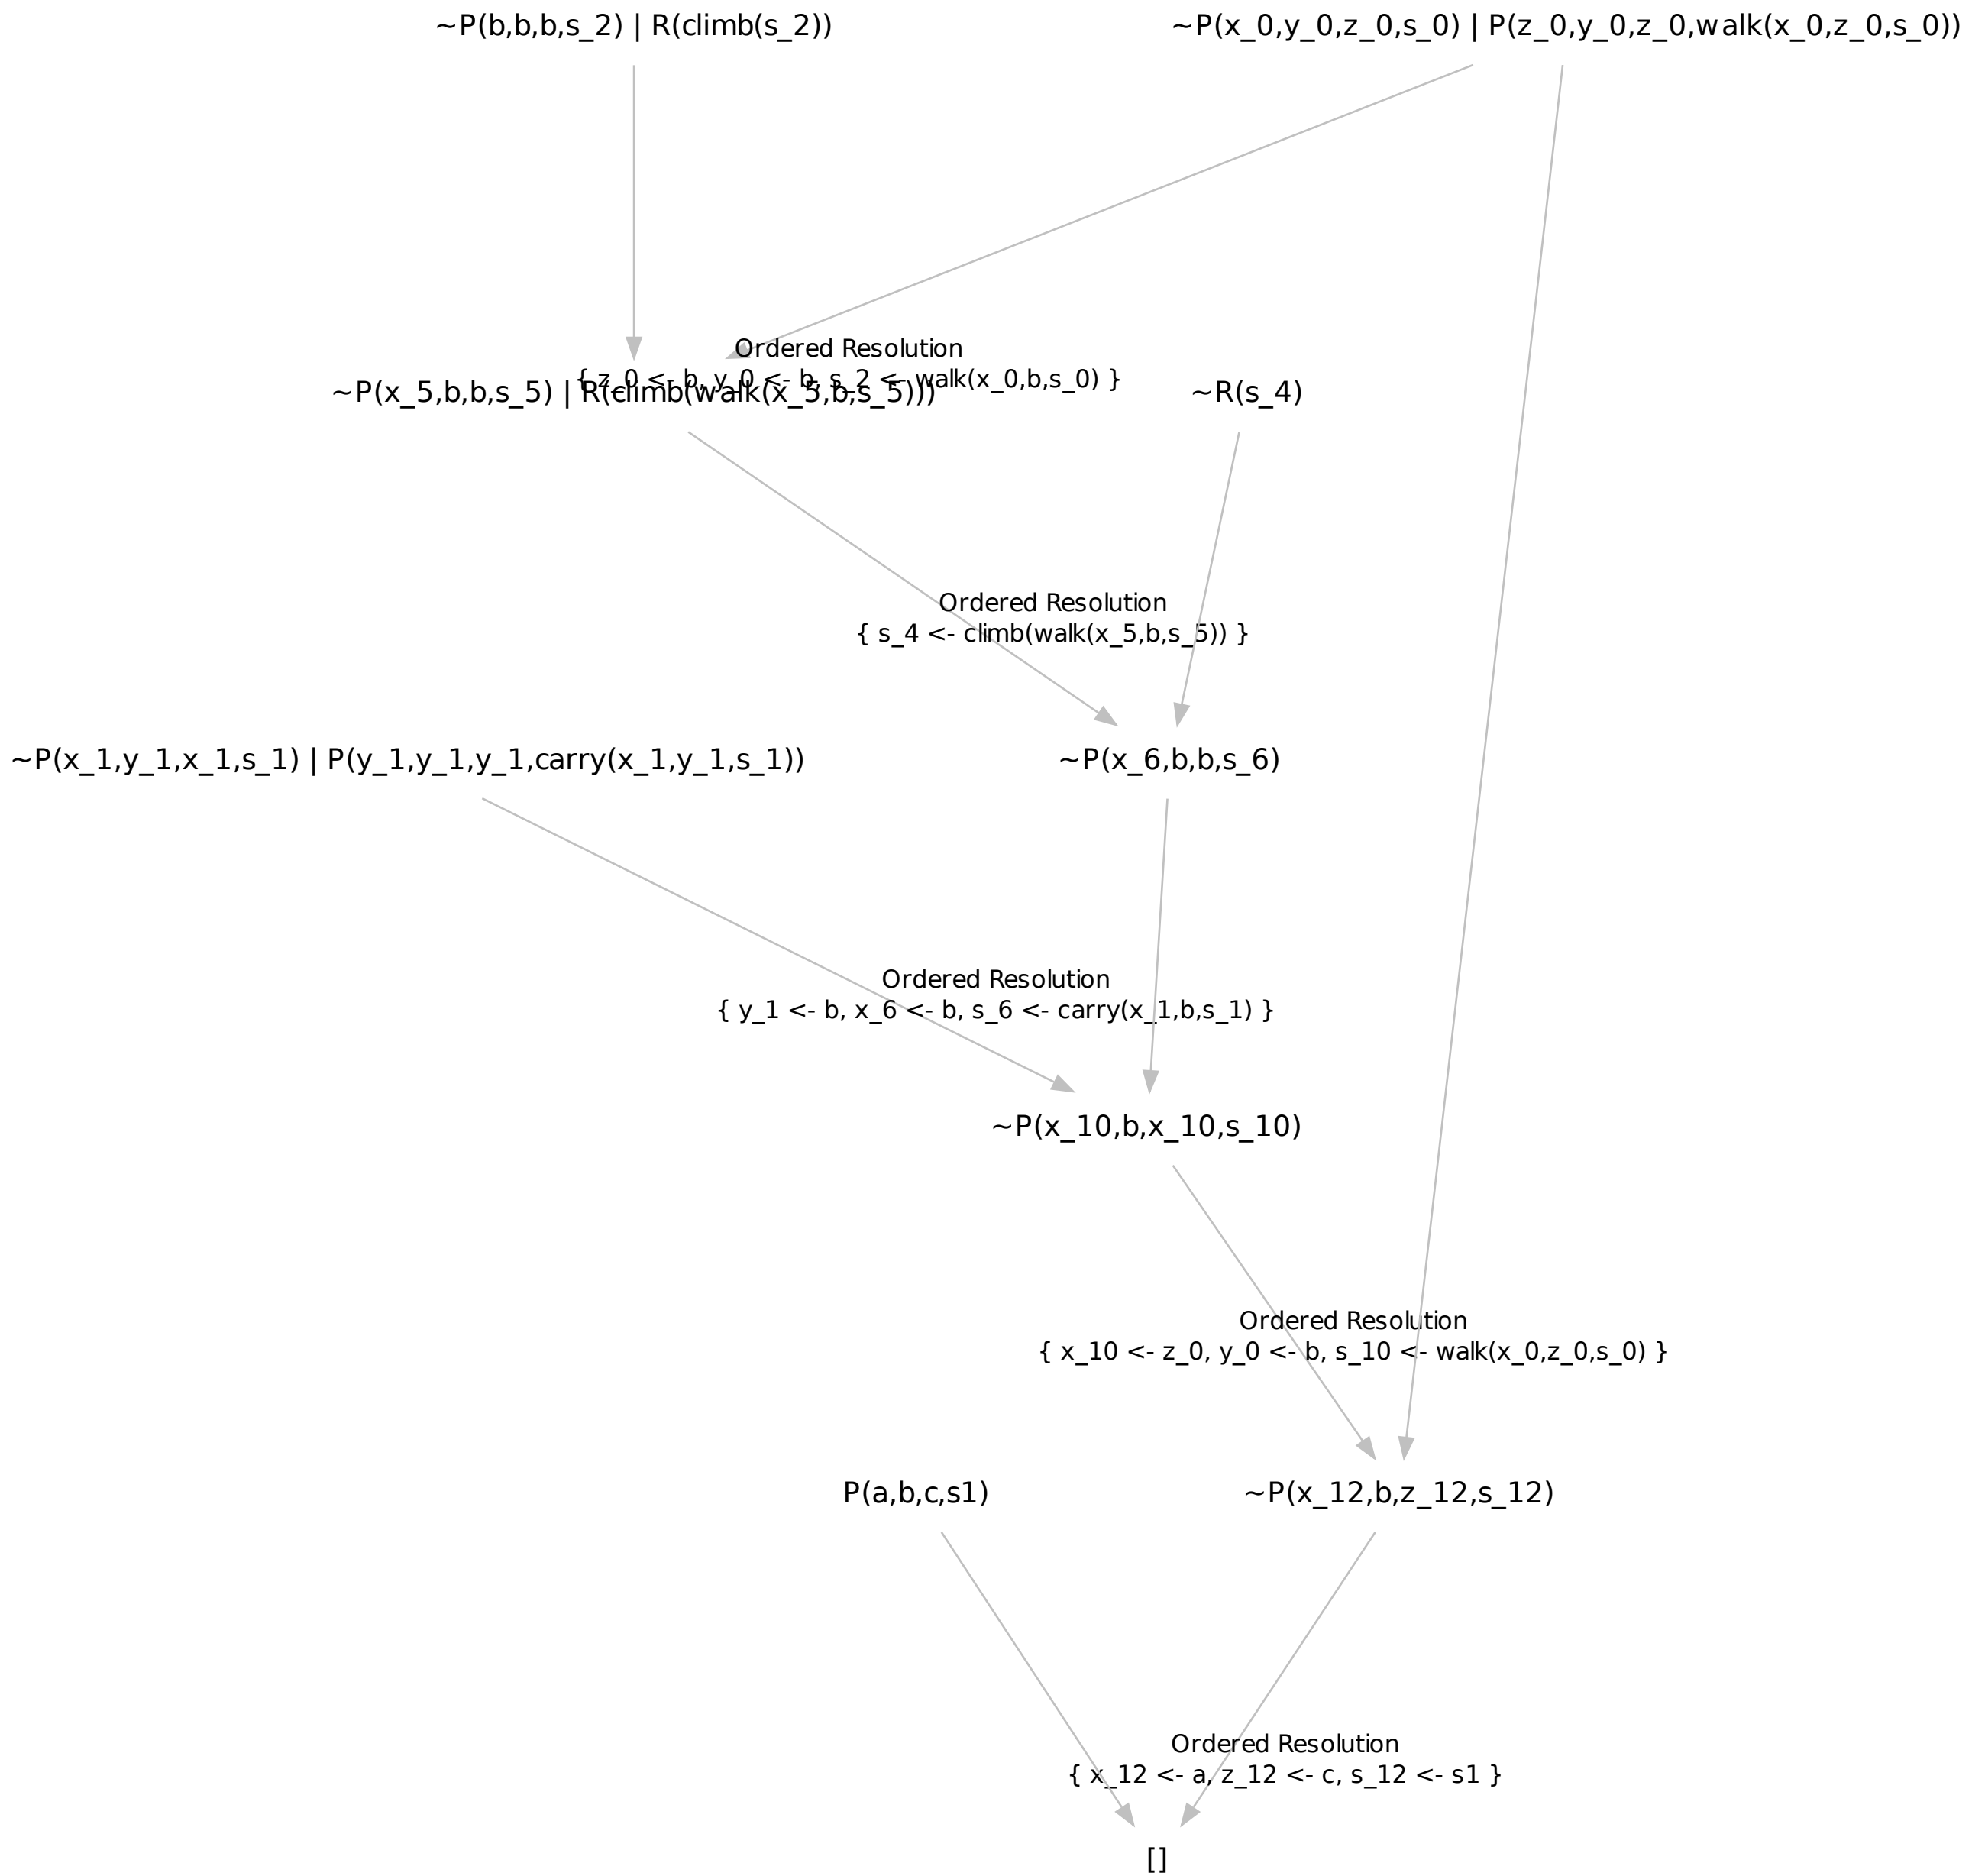 ~P(b,b,b,s_2) | R(climb(s_2))
~P(x_0,y_0,z_0,s_0) | P(z_0,y_0,z_0,walk(x_0,z_0,s_0))
Ordered Resolution
{ z_0 <- b, y_0 <- b, s_2 <- walk(x_0,b,s_0) }
~P(x_5,b,b,s_5) | R(climb(walk(x_5,b,s_5)))
~R(s_4)
Ordered Resolution
{ s_4 <- climb(walk(x_5,b,s_5)) }
~P(x_1,y_1,x_1,s_1) | P(y_1,y_1,y_1,carry(x_1,y_1,s_1))
~P(x_6,b,b,s_6)
Ordered Resolution
{ y_1 <- b, x_6 <- b, s_6 <- carry(x_1,b,s_1) }
~P(x_10,b,x_10,s_10)
Ordered Resolution
{ x_10 <- z_0, y_0 <- b, s_10 <- walk(x_0,z_0,s_0) }
P(a,b,c,s1)
~P(x_12,b,z_12,s_12)
Ordered Resolution
{ x_12 <- a, z_12 <- c, s_12 <- s1 }
[]